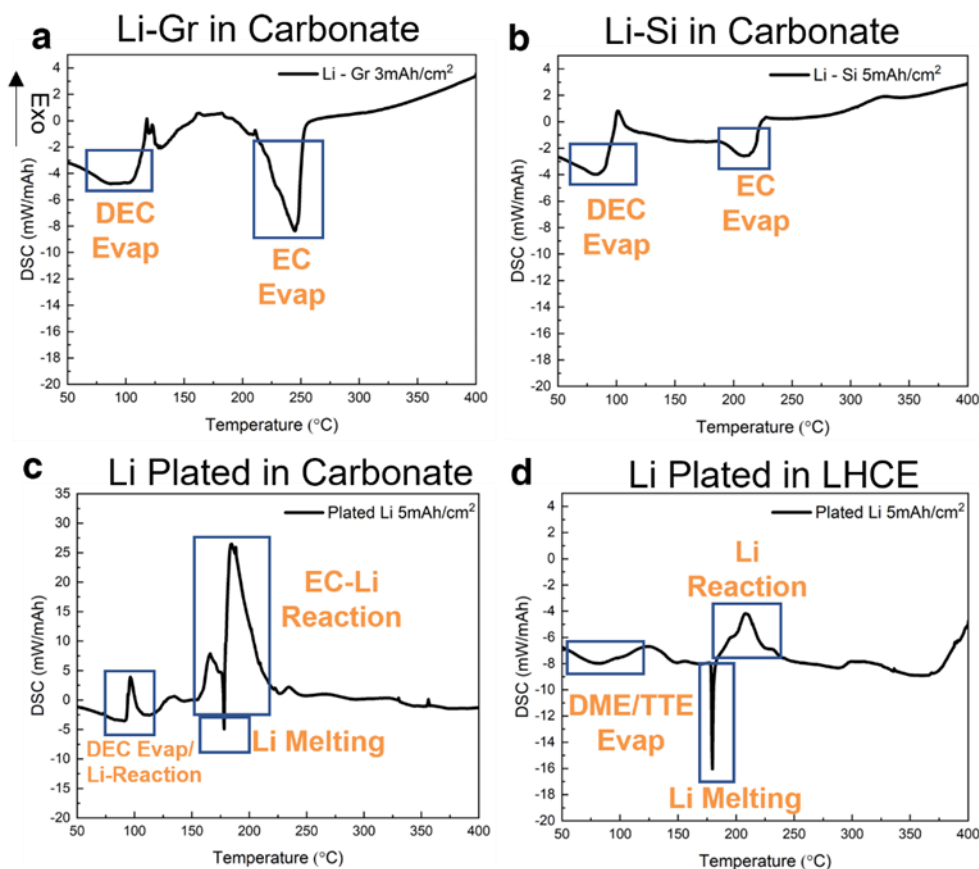 a
Li-Gr in Carbonate
Exo
DSC (mW/mAh)
4
2
0
-2
-4
-6
-8
-10
-12
-14
-16
-18
-20
Li - Gr 3mAh/cm²
DEC
Evap
EC
Evap
50 100 150 200 250 300 350 400
Temperature (°C)
b
Li-Si in Carbonate
DSC (mW/mAh)
4
2
0
-2
-4
-6
-8
-10
-12
-14
-16
-18
-20
Li - Si 5mAh/cm²
DEC
Evap
EC
Evap
50 100 150 200 250 300 350 400
Temperature (°C)
c
Li Plated in Carbonate
DSC (mW/mAh)
35
30
25
20
15
10
5
0
-5
-10
-15
-20
Plated Li 5mAh/cm²
EC-Li
Reaction
Li Melting
DEC Evap/
Li-Reaction
50 100 150 200 250 300 350 400
Temperature (°C)
d
Li Plated in LHCE
DSC (mW/mAh)
4
2
0
-2
-4
-6
-8
-10
-12
-14
-16
-18
-20
Plated Li 5mAh/cm²
Li
Reaction
DME/TTE
Evap
Li Melting
50 100 150 200 250 300 350 400
Temperature (°C)